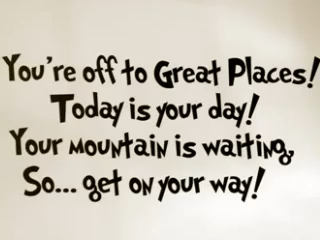 You're off to Great Places!
Today is your day!
Your mountain is waiting,
So... get on your way!